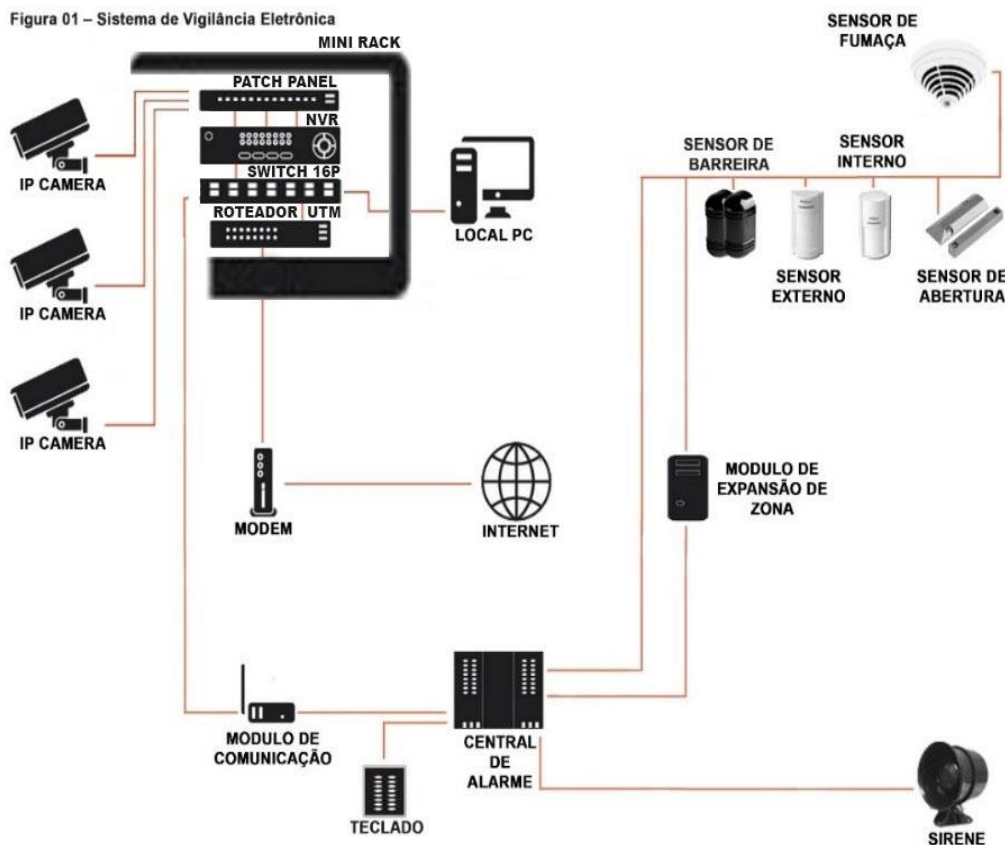 Figura 01 – Sistema de Vigilância Eletrônica
MINI RACK
PATCH PANEL
NVR
SWITCH 16P
ROTEADOR UTM
IP CAMERA
IP CAMERA
IP CAMERA
LOCAL PC
SENSOR DE
FUMAÇA
SENSOR DE
BARREIRA
SENSOR
INTERNO
SENSOR
EXTERNO
SENSOR DE
ABERTURA
MODEM
INTERNET
MODULO DE
EXPANSÃO DE
ZONA
MODULO DE
COMUNICAÇÃO
TECLADO
CENTRAL
DE
ALARME
SIRENE